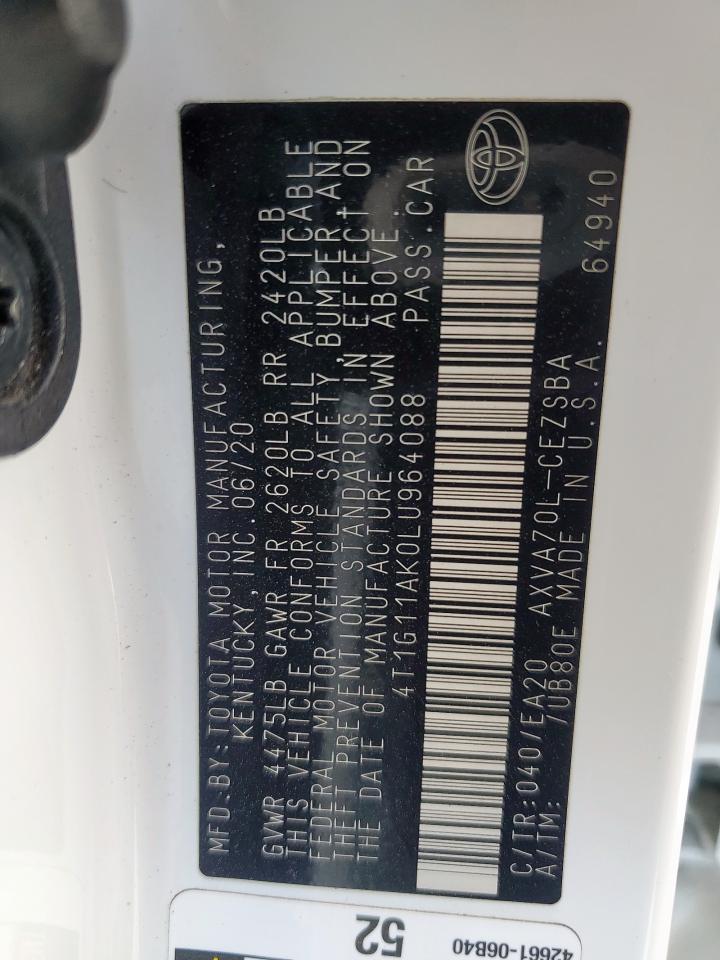 MFD.BY:TOYOTA MOTOR MANUFACTURING,
KENTUCKY, INC. 06/20
GVWR 4475LB GAWR FR 2620LB RR 2420LB
THIS VEHICLE CONFORMS TO ALL APPLICABLE
FEDERAL MOTOR VEHICLE SAFETY,BUMPER,AND
THEFT PREVENTION STANDARDS IN EFFECT ON
THE DATE OF MANUFACTURE SHOWN ABOVE.
4T1G11AK0LU964088 PASS.CAR
C/TR:040/EA20 AXVA70L-CEZSBA
A/TM: /UB80E MADE IN U.S.A. 64940
52
42661-06B40